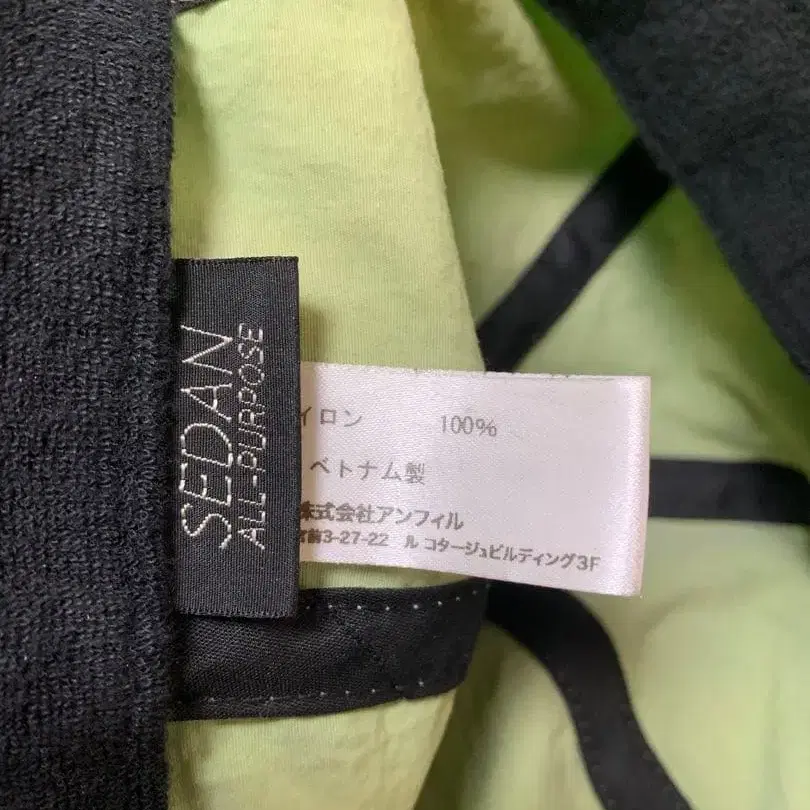 SEDAN
ALL-PURPOSE
イロン 100%
ベトナム製
株式会社アンフィル
宮前3-27-22 ル コタージュビルディング3F